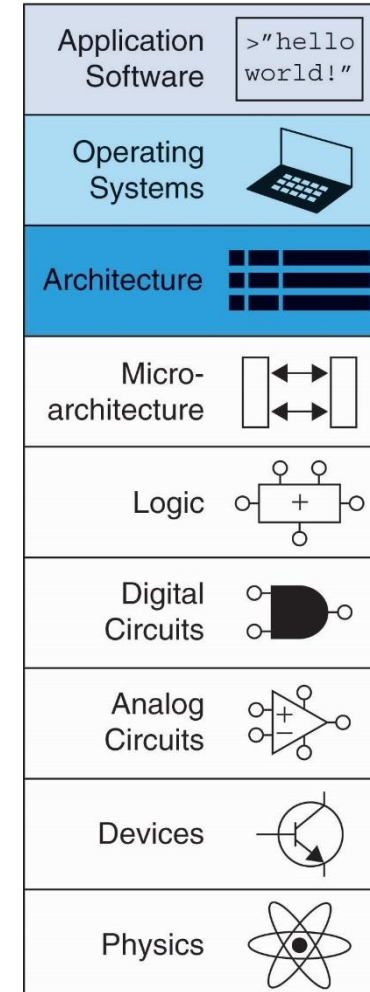 Application
Software
>"hello
world!"
Operating
Systems
Architecture
Micro-
architecture
Logic
+
Digital
Circuits
Analog
Circuits
+
−
Devices
Physics